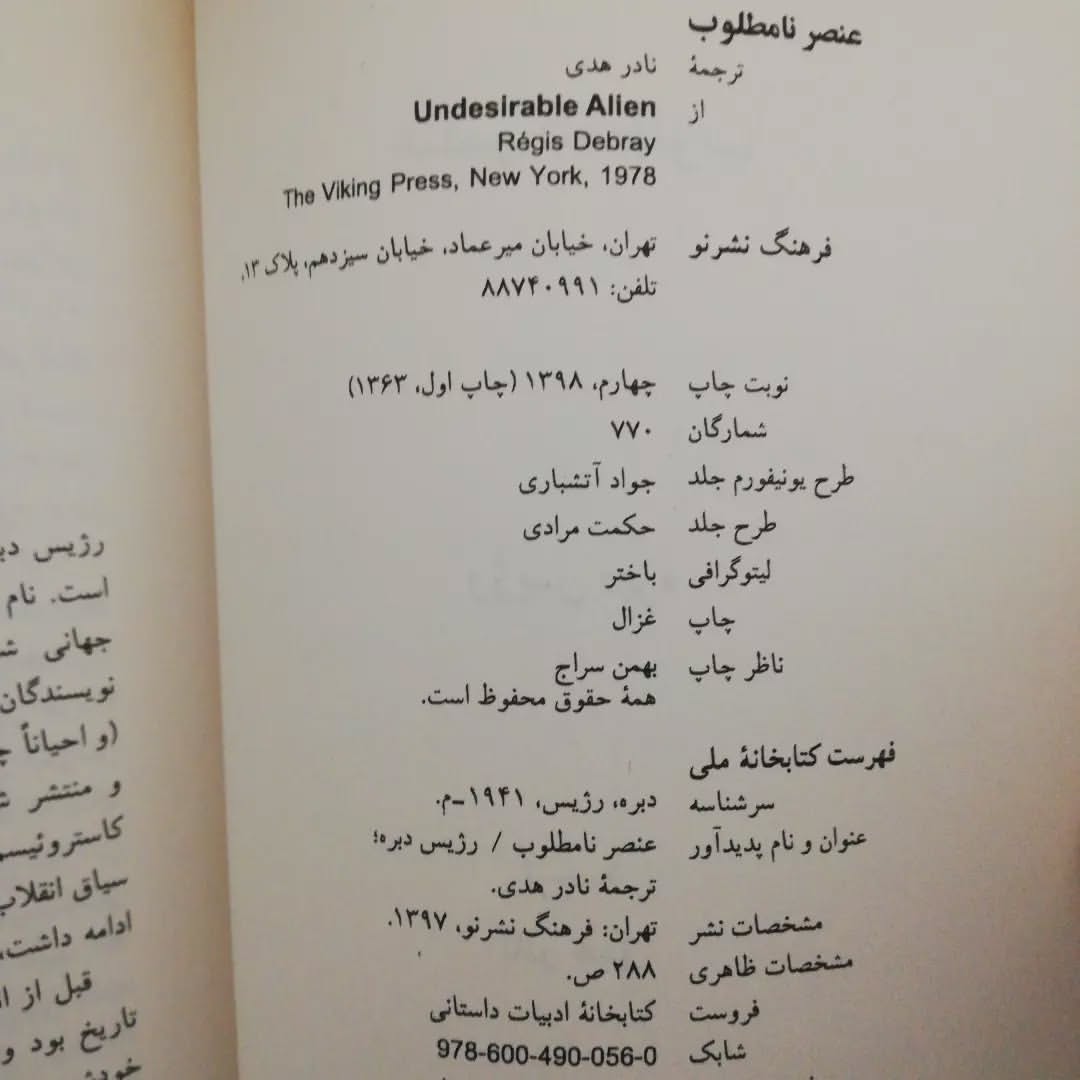 عنصر نامطلوب
ترجمهٔ نادر هدی
از Undesirable Alien
Régis Debray
The Viking Press, New York, 1978
فرهنگ نشرنو تهران، خیابان میرعماد، خیابان سیزدهم، پلاک ۱۳،
تلفن: ۸۸۷۴۰۹۹۱
نوبت چاپ چهارم، ۱۳۹۸ (چاپ اول، ۱۳۶۳)
شمارگان ۷۷۰
طرح یونیفورم جلد جواد آتشباری
طرح جلد حکمت مرادی
لیتوگرافی باختر
چاپ غزال
ناظر چاپ بهمن سراج
همهٔ حقوق محفوظ است.
فهرست کتابخانهٔ ملی
سرشناسه دبره، رژیس، ۱۹۴۱-م.
عنوان و نام پدیدآور عنصر نامطلوب / رژیس دبره؛
ترجمهٔ نادر هدی.
مشخصات نشر تهران: فرهنگ نشرنو، ۱۳۹۷.
مشخصات ظاهری ۲۸۸ ص.
فروست کتابخانهٔ ادبیات داستانی
شابک 978-600-490-056-0
رژیس
است. نام
جهانی
نویسندگان
(و احیاناً
و منتشر
کاستروئیسم
سیاق انقلاب
ادامه داشت،
قبل از
تاریخ بود و